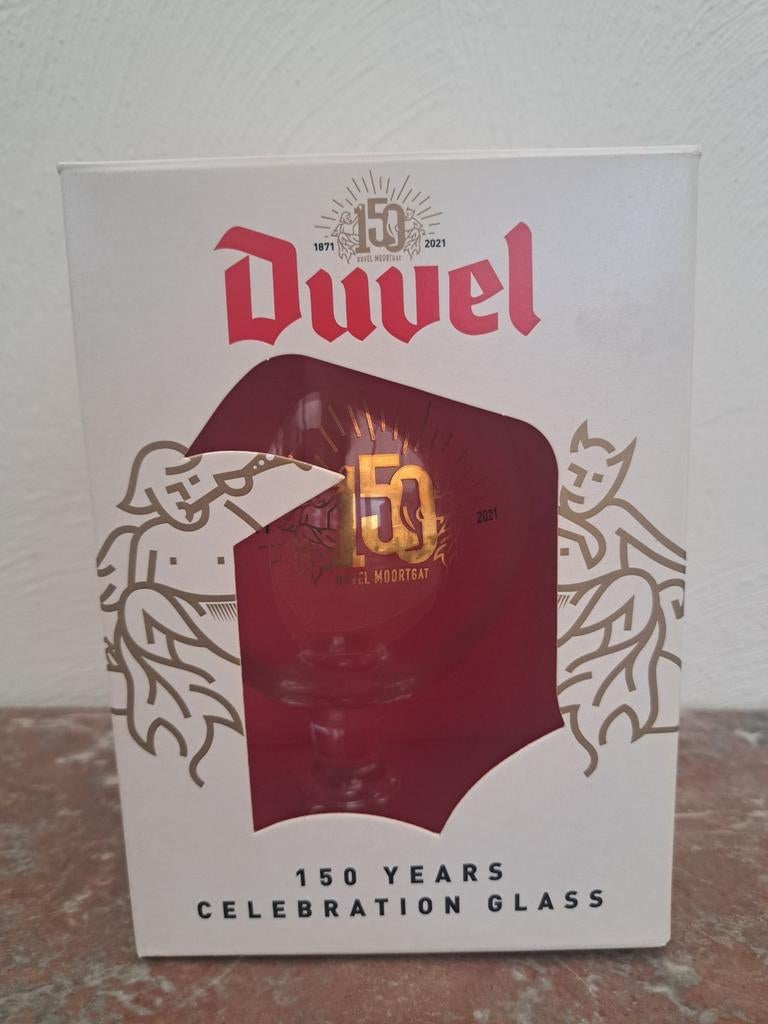 150
1871 2021
DUVEL MOORTGAT
Duvel
150
2021
DUVEL MOORTGAT
150 YEARS
CELEBRATION GLASS